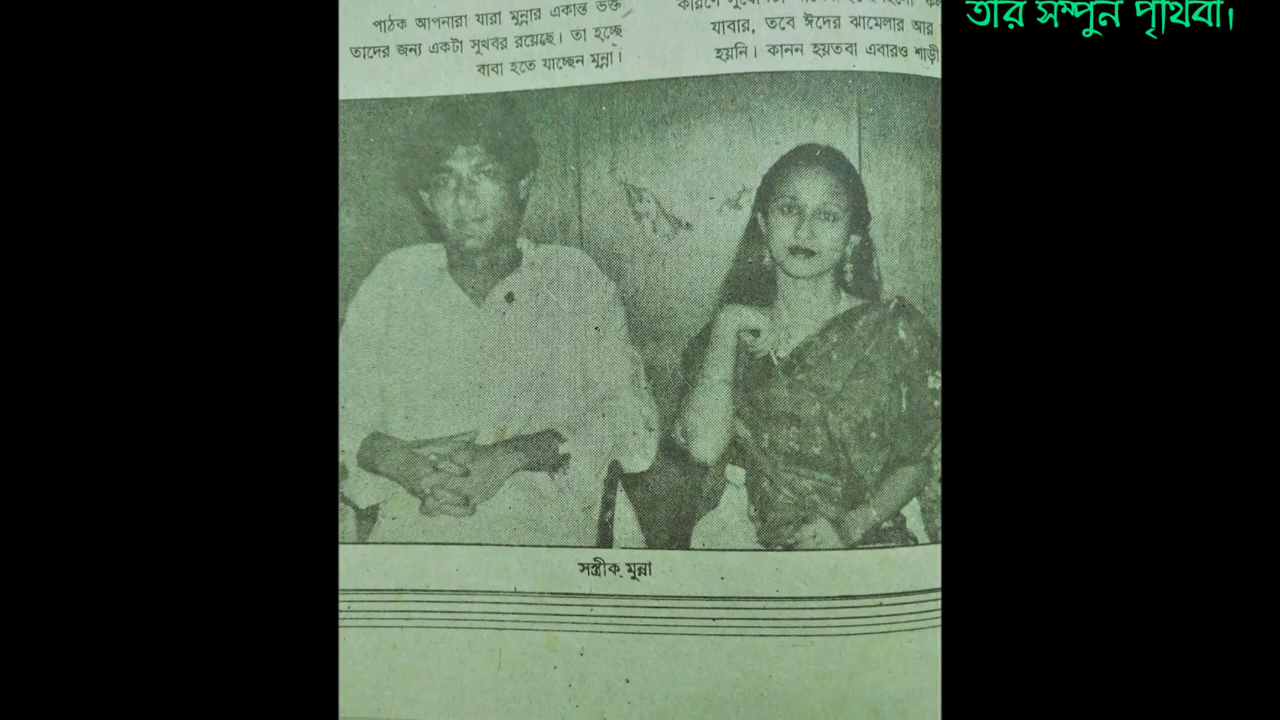 পাঠক আপনারা যারা মুন্নার একান্ত ভক্ত
তাদের জন্য একটা সুখবর রয়েছে। তা হচ্ছে
বাবা হতে যাচ্ছেন মুন্না।
যাবার, তবে ঈদের ঝামেলার আর
হয়নি। কানন হয়তবা এবারও শাড়ী
তার সম্পুন পৃথিবী।
সস্ত্রীক মুন্না